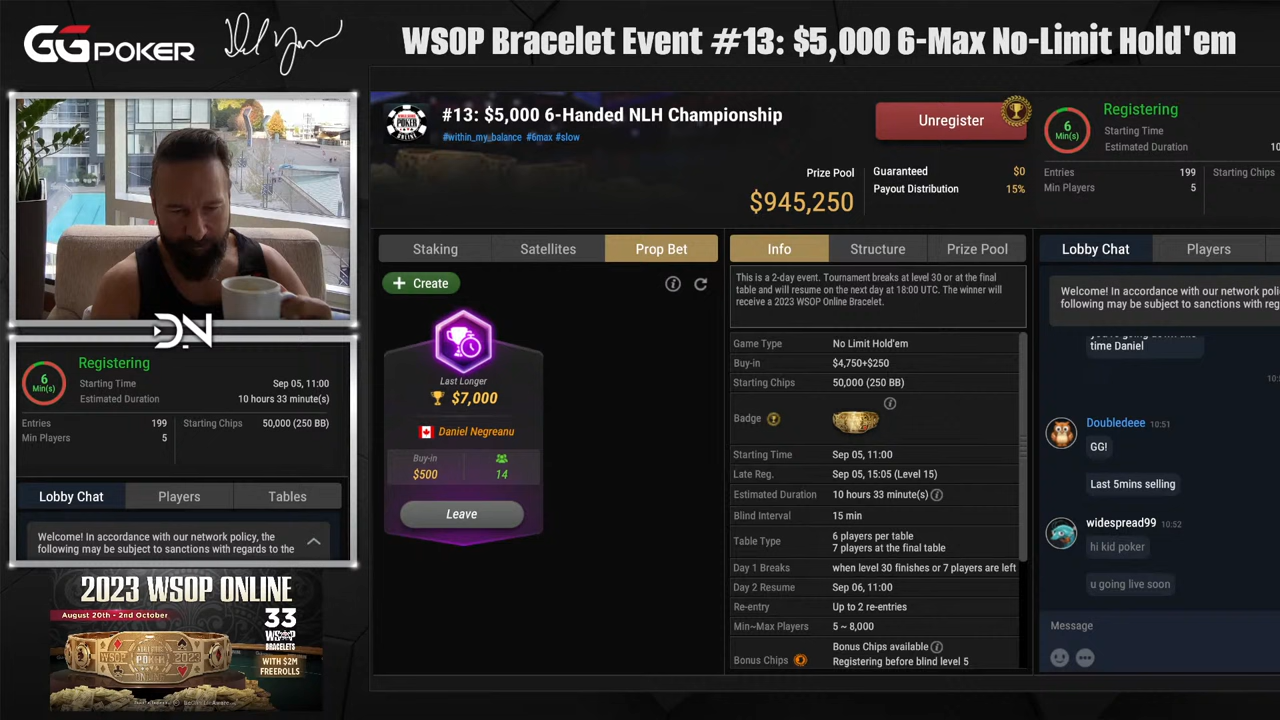 GGPOKER
WSOP Bracelet Event #13: $5,000 6-Max No-Limit Hold'em
DN
Registering
6
Min(s)
Starting Time Sep 05, 11:00
Estimated Duration 10 hours 33 minute(s)
Entries 199 Starting Chips 50,000 (250 BB)
Min Players 5
Lobby Chat Players Tables
Welcome! In accordance with our network policy, the
following may be subject to sanctions with regards to the
2023 WSOP ONLINE
August 20th - 2nd October
33
WSOP
BRACELETS
WITH $2M
FREEROLLS
WSOP
POKER
2023
#13: $5,000 6-Handed NLH Championship
#within_my_balance #6max #slow
Unregister
Prize Pool
$945,250
Guaranteed $0
Payout Distribution 15%
6
Min(s)
Registering
Starting Time
Estimated Duration 10
Entries 199 Starting Chips
Min Players 5
Staking Satellites Prop Bet
+ Create
Last Longer
$7,000
Daniel Negreanu
Buy-in
$500 14
Leave
Info Structure Prize Pool
This is a 2-day event. Tournament breaks at level 30 or at the final
table and will resume on the next day at 18:00 UTC. The winner will
receive a 2023 WSOP Online Bracelet.
Game Type No Limit Hold'em
Buy-in $4,750+$250
Starting Chips 50,000 (250 BB)
Badge
Starting Time Sep 05, 11:00
Late Reg. Sep 05, 15:05 (Level 15)
Estimated Duration 10 hours 33 minute(s)
Blind Interval 15 min
Table Type 6 players per table
7 players at the final table
Day 1 Breaks when level 30 finishes or 7 players are left
Day 2 Resume Sep 06, 11:00
Re-entry Up to 2 re-entries
Min~Max Players 5 ~ 8,000
Bonus Chips Bonus Chips available
Registering before blind level 5
Lobby Chat Players
Welcome! In accordance with our network policy
following may be subject to sanctions with reg
time Daniel
Doubledeee 10:51
GG!
Last 5mins selling
widespread99 10:52
hi kid poker
u going live soon
Message